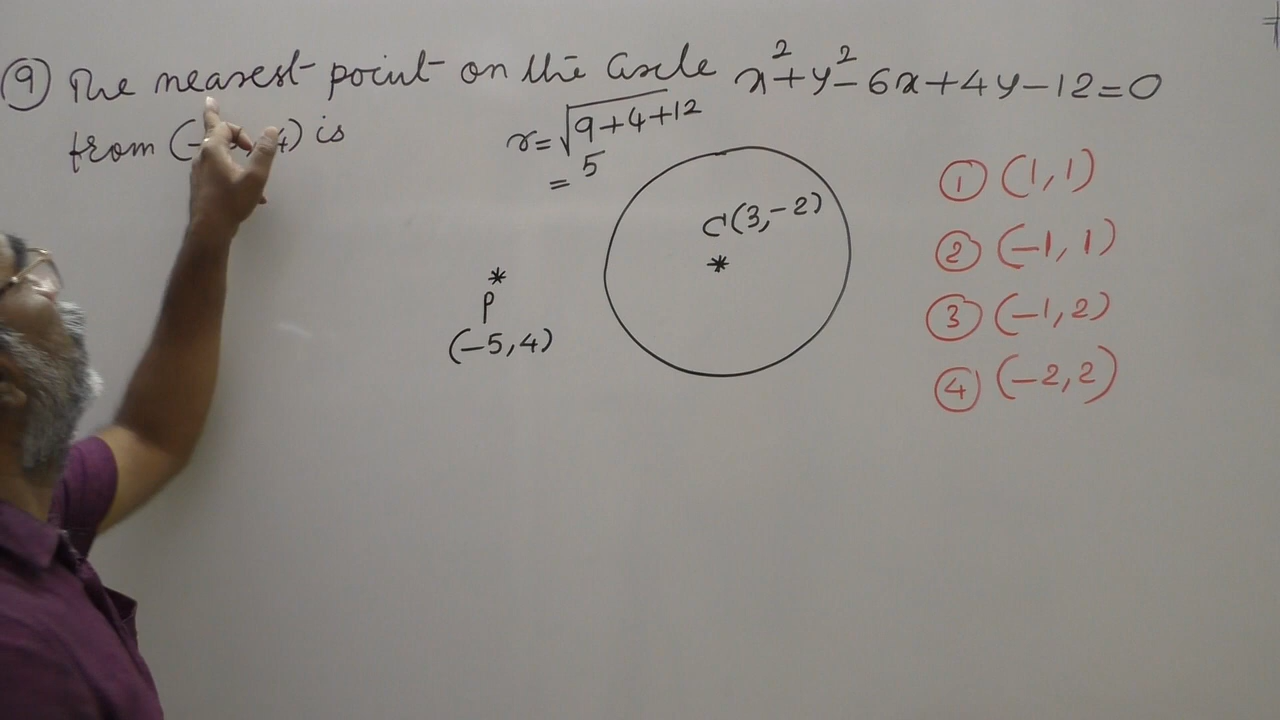 ⑨ The nearest point on the circle x²+y²-6x+4y-12=0
from (- , 4) is
r=√9+4+12
= 5
C(3,-2)
*
*
P
(-5,4)
① (1,1)
② (-1,1)
③ (-1,2)
④ (-2,2)